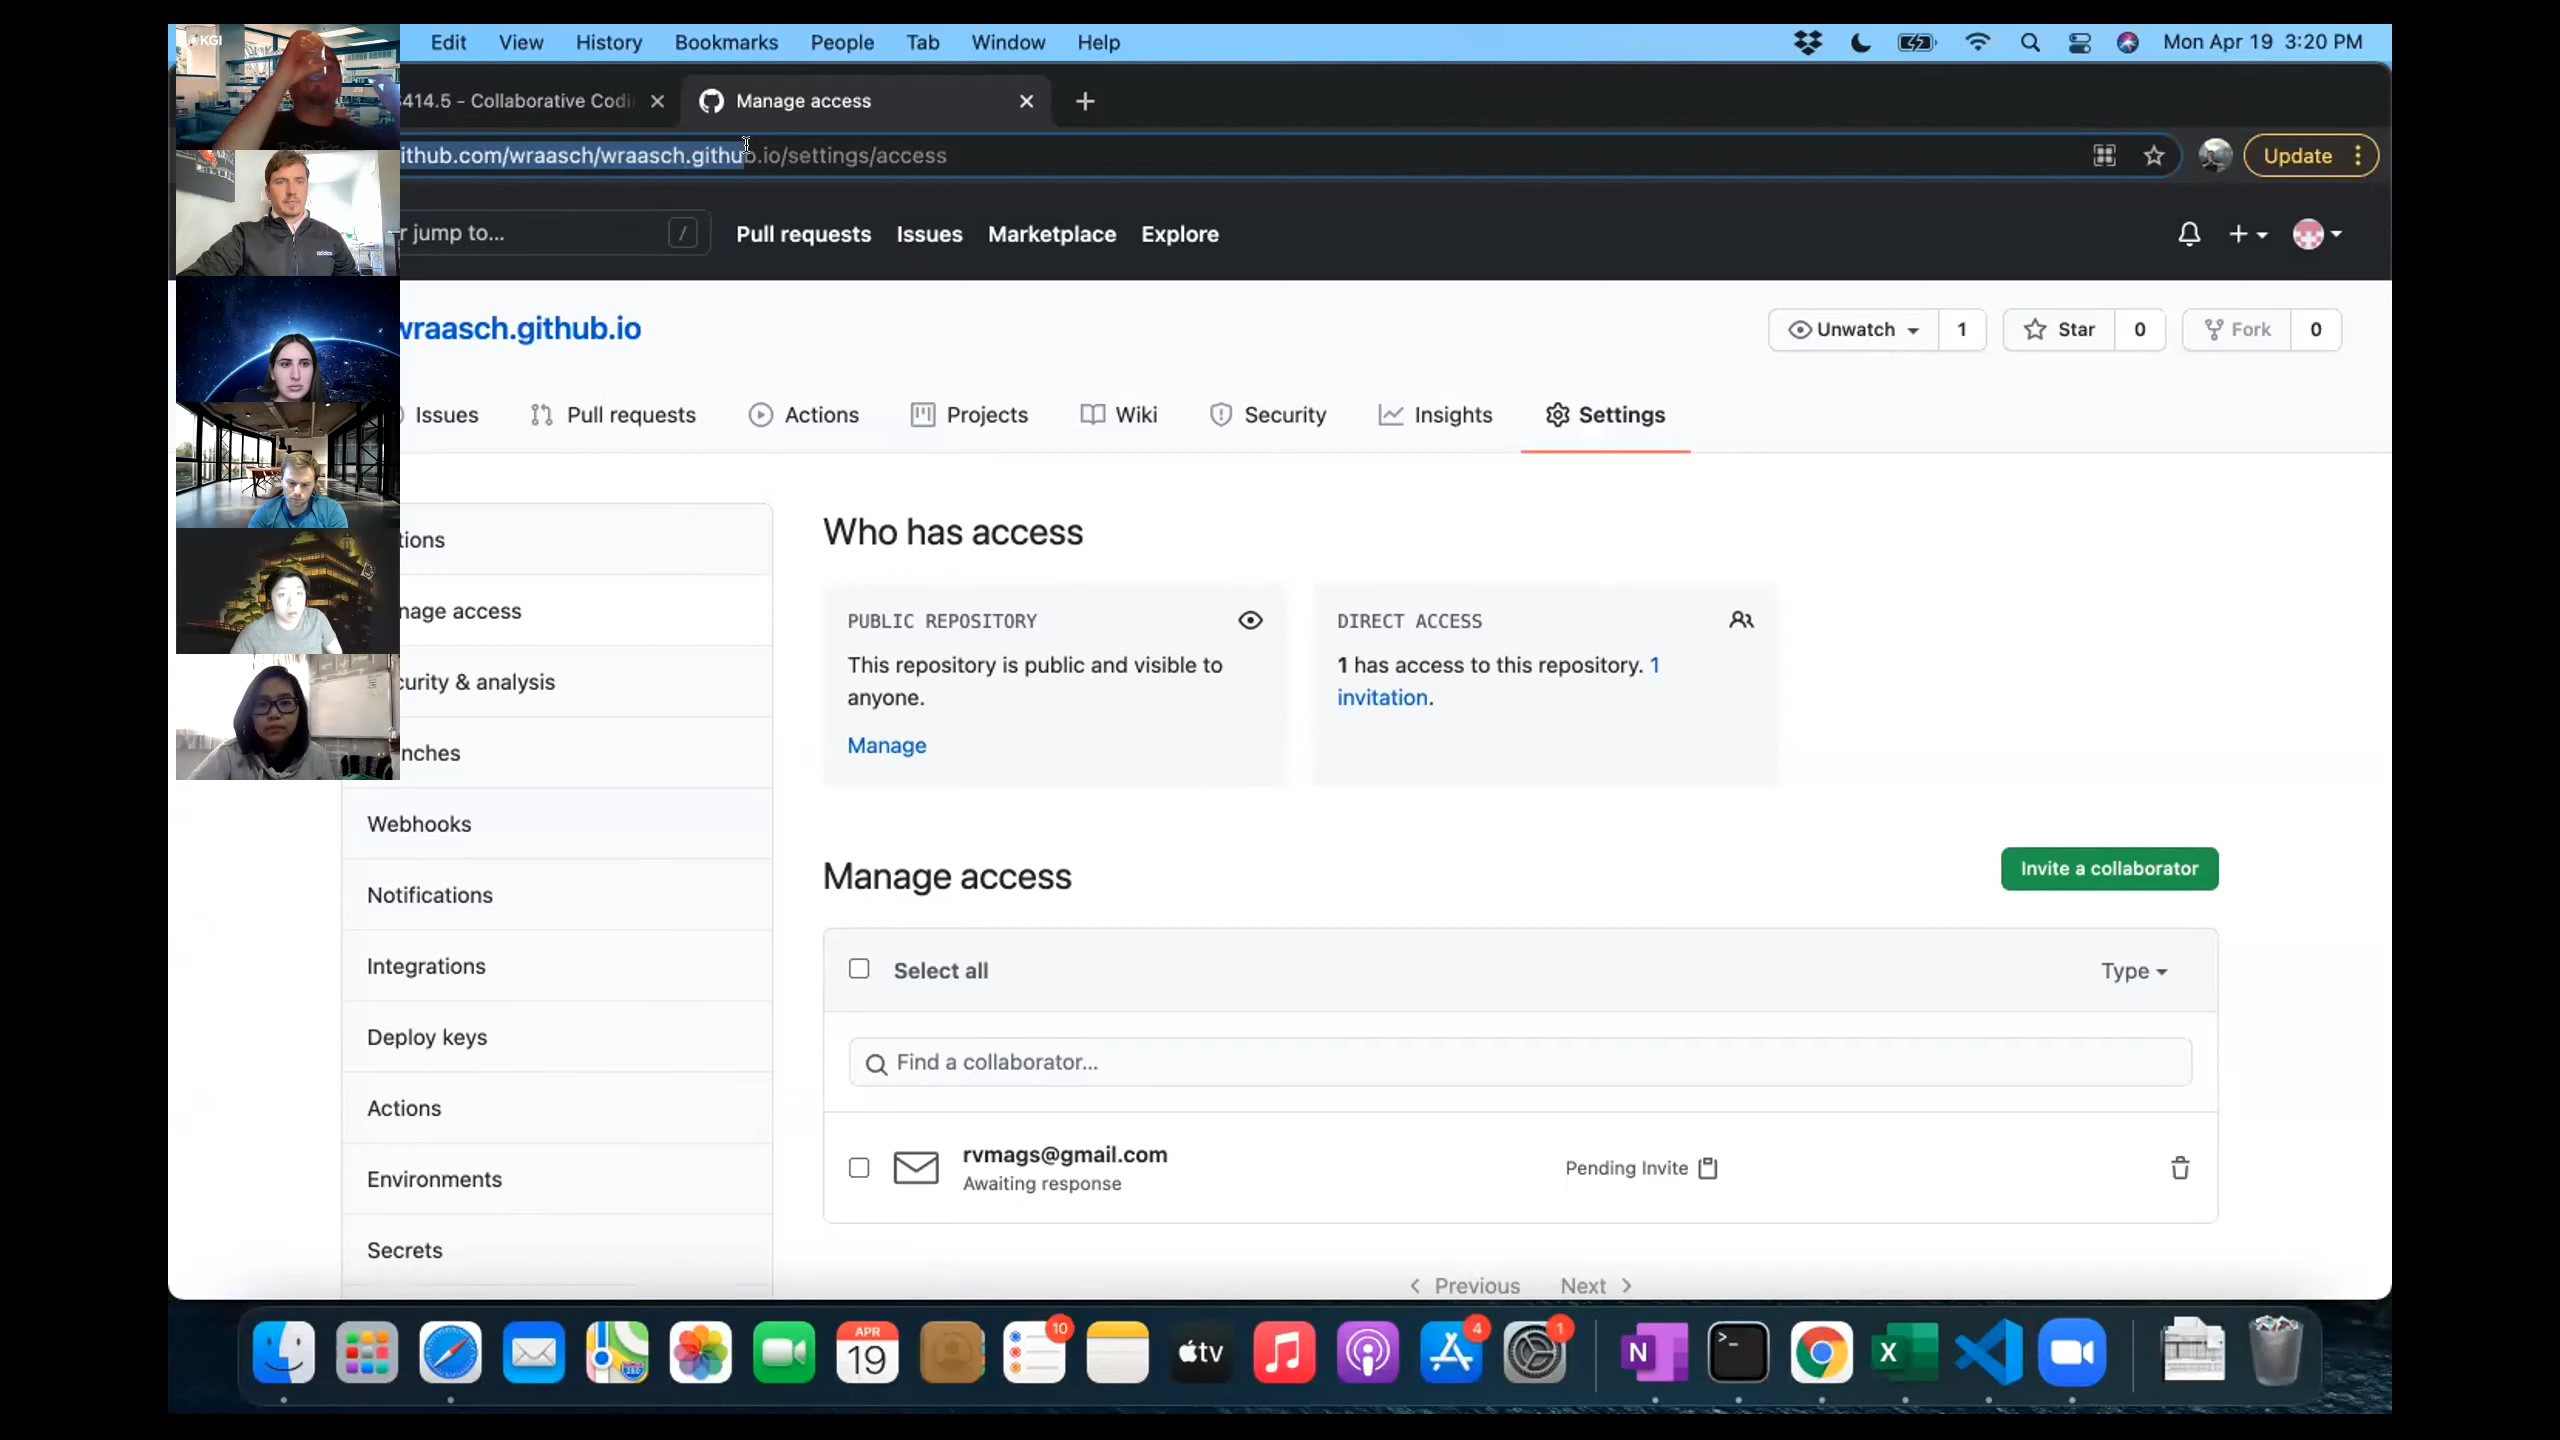 KGI
Edit View History Bookmarks People Tab Window Help Mon Apr 19 3:20 PM
414.5 - Collaborative Codi Manage access
ithub.com/wraasch/wraasch.github.io/settings/access Update
r jump to... / Pull requests Issues Marketplace Explore
wraasch.github.io Unwatch 1 Star 0 Fork 0
Issues Pull requests Actions Projects Wiki Security Insights Settings
tions
nage access
curity & analysis
nches
Webhooks
Notifications
Integrations
Deploy keys
Actions
Environments
Secrets
Who has access
PUBLIC REPOSITORY
This repository is public and visible to
anyone.
Manage
DIRECT ACCESS
1 has access to this repository. 1
invitation.
Manage access Invite a collaborator
Select all Type
Find a collaborator...
rvmags@gmail.com
Awaiting response
Pending Invite
Previous Next
APR
19
10
tv
4
1
N
>_
X